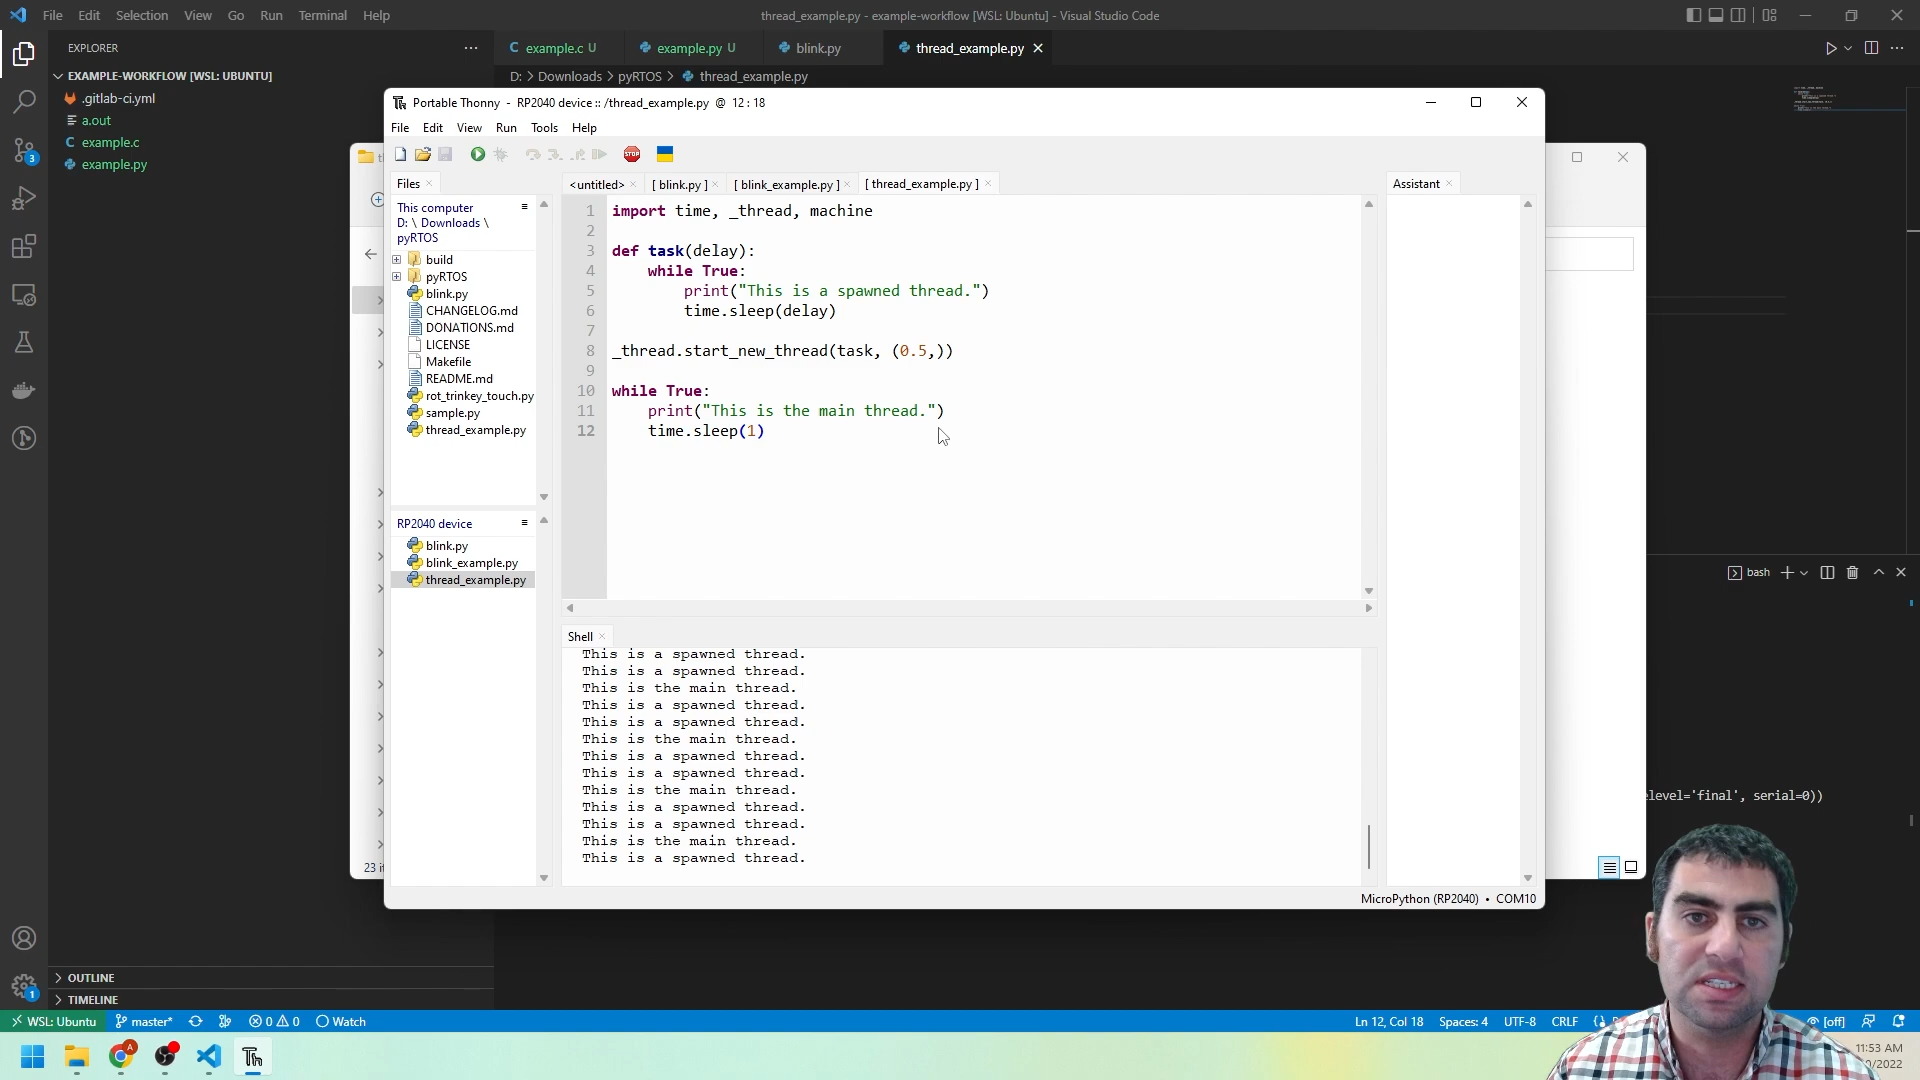 File Edit Selection View Go Run Terminal Help
thread_example.py - example-workflow [WSL: Ubuntu] - Visual Studio Code
EXPLORER
EXAMPLE-WORKFLOW [WSL: UBUNTU]
.gitlab-ci.yml
a.out
C example.c
example.py
C example.c U
example.py U
blink.py
thread_example.py
D: > Downloads > pyRTOS > thread_example.py
Portable Thonny - RP2040 device :: /thread_example.py @ 12 : 18
File Edit View Run Tools Help
STOP
Files
This computer
D: \ Downloads \
pyRTOS
build
pyRTOS
blink.py
CHANGELOG.md
DONATIONS.md
LICENSE
Makefile
README.md
rot_trinkey_touch.py
sample.py
thread_example.py
RP2040 device
blink.py
blink_example.py
thread_example.py
<untitled> [ blink.py ] [ blink_example.py ] [ thread_example.py ]
1 import time, _thread, machine
2
3 def task(delay):
4 while True:
5 print("This is a spawned thread.")
6 time.sleep(delay)
7
8 _thread.start_new_thread(task, (0.5,))
9
10 while True:
11 print("This is the main thread.")
12 time.sleep(1)
Assistant
Shell
This is a spawned thread.
This is a spawned thread.
This is the main thread.
This is a spawned thread.
This is a spawned thread.
This is the main thread.
This is a spawned thread.
This is a spawned thread.
This is the main thread.
This is a spawned thread.
This is a spawned thread.
This is the main thread.
This is a spawned thread.
MicroPython (RP2040) • COM10
bash
elevel='final', serial=0))
23
3
1
OUTLINE
TIMELINE
WSL: Ubuntu master* 0 0 Watch
Ln 12, Col 18 Spaces: 4 UTF-8 CRLF [off]
A
Th
11:53 AM
/2022